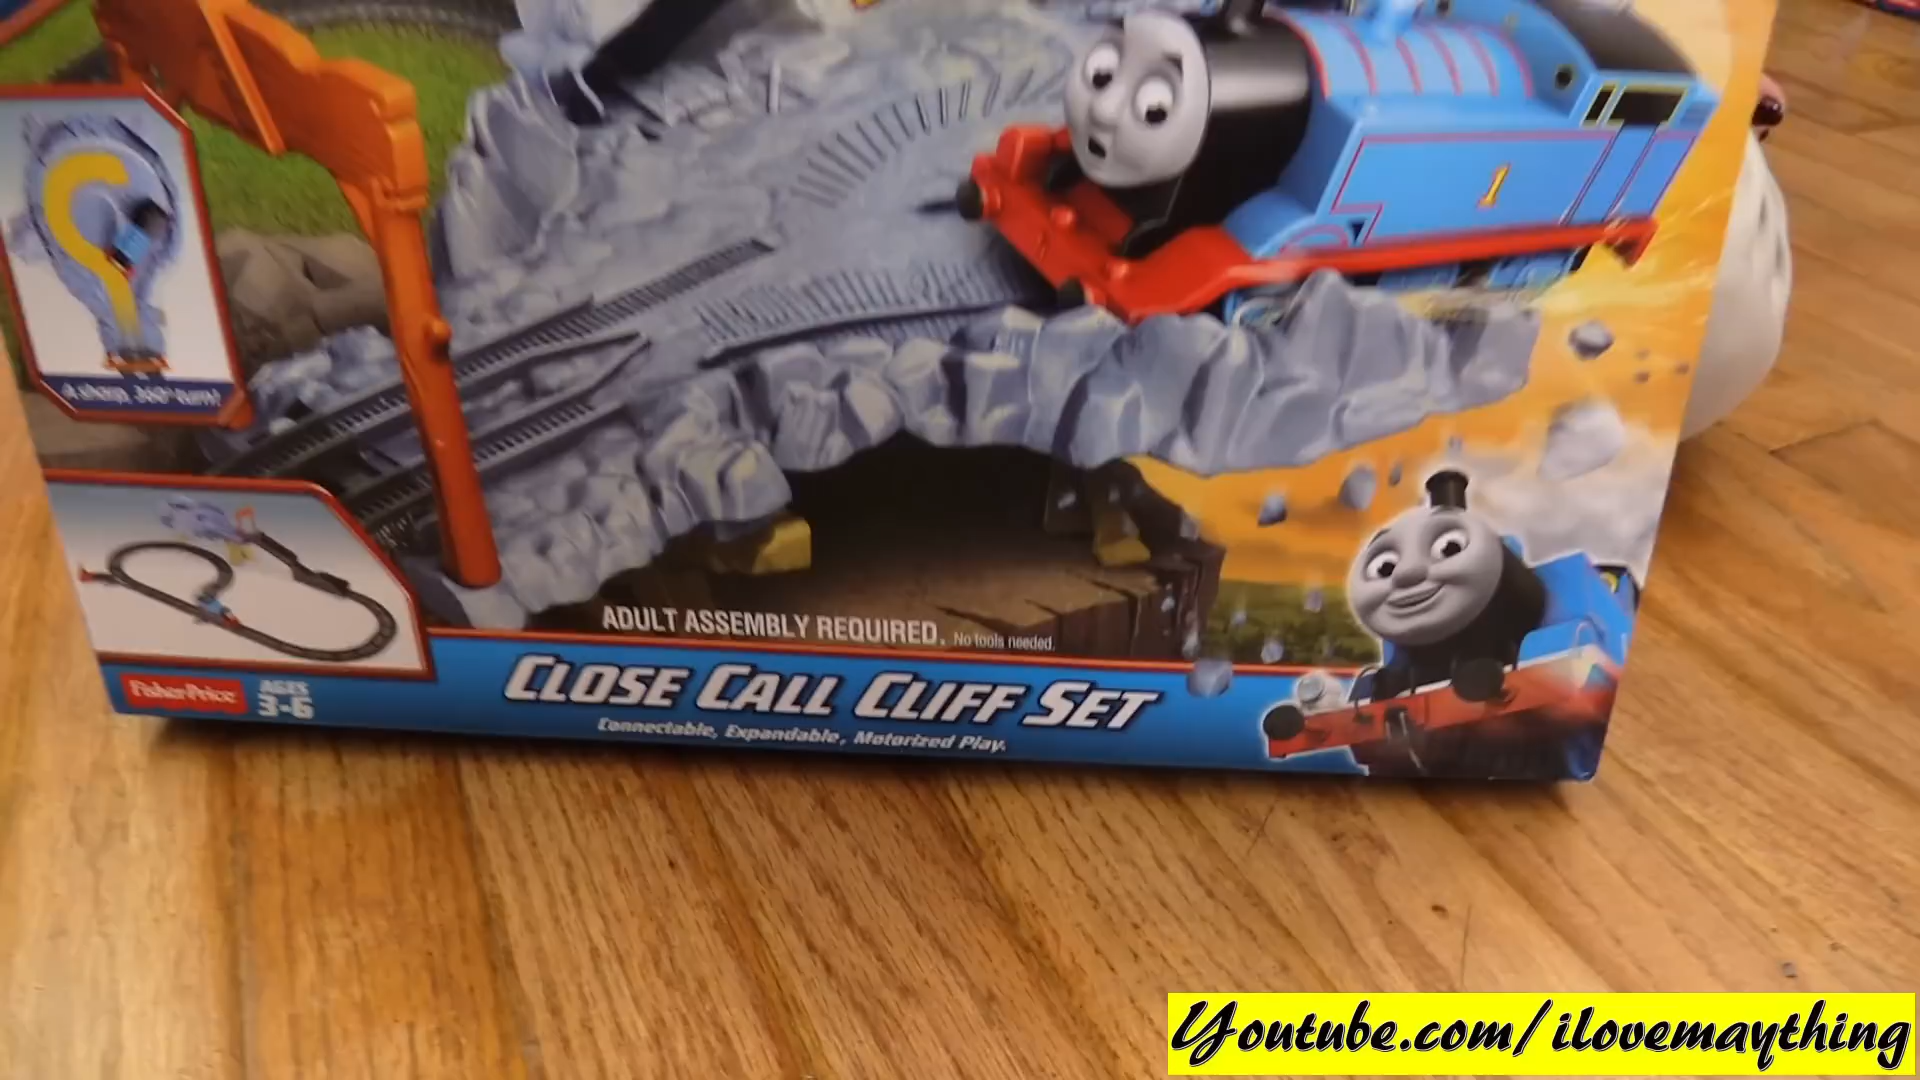 1
A sharp, 360° turn!
ADULT ASSEMBLY REQUIRED. No tools needed.
Fisher-Price
AGES
3-6
CLOSE CALL CLIFF SET
Connectable, Expandable, Motorized Play.
Youtube.com/ilovemaything